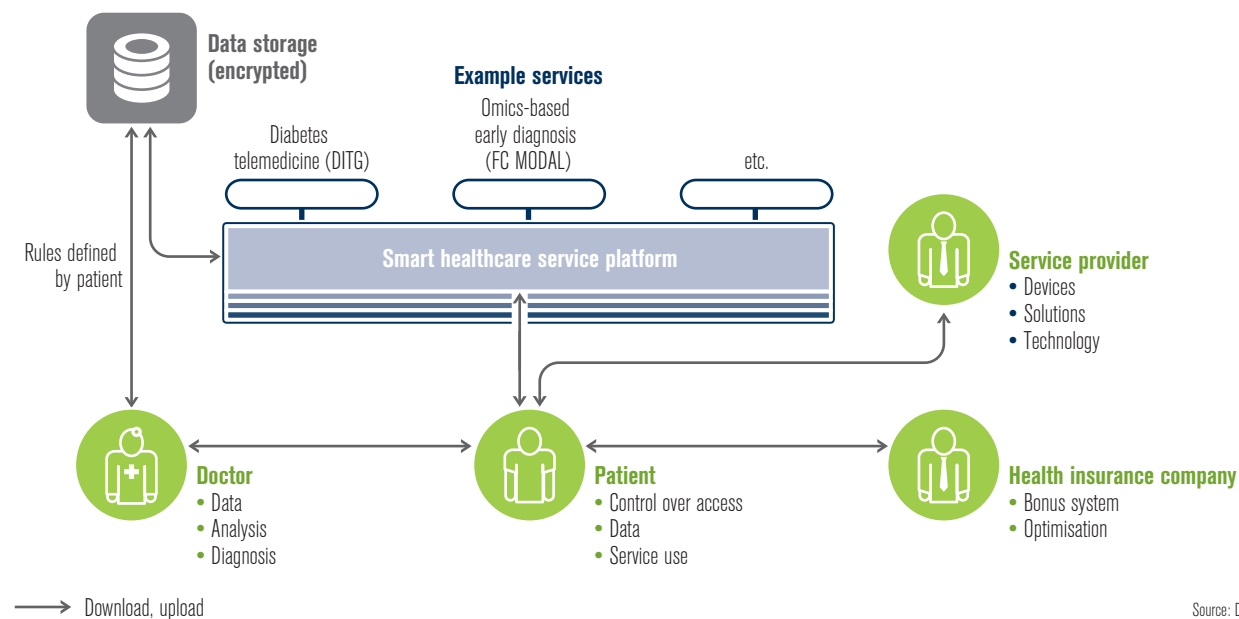 Data storage
(encrypted)
Example services
Omics-based
early diagnosis
(FC MODAL)
Diabetes
telemedicine (DITG)
etc.
Smart healthcare service platform
Rules defined
by patient
Service provider
• Devices
• Solutions
• Technology
Doctor
• Data
• Analysis
• Diagnosis
Patient
• Control over access
• Data
• Service use
Health insurance company
• Bonus system
• Optimisation
Download, upload
Source: